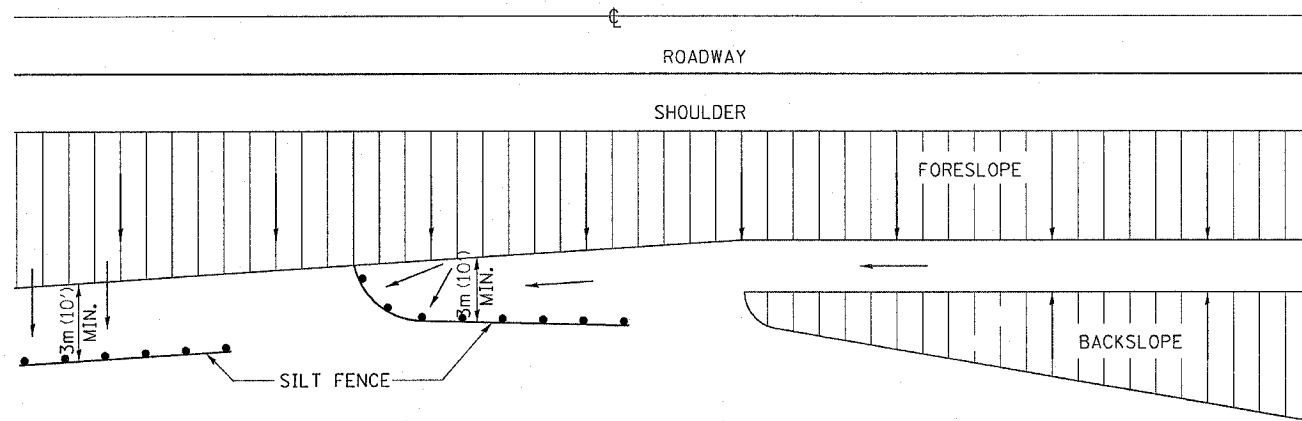 ℄
ROADWAY
SHOULDER
FORESLOPE
3m (10')
MIN.
3m (10')
MIN.
BACKSLOPE
SILT FENCE